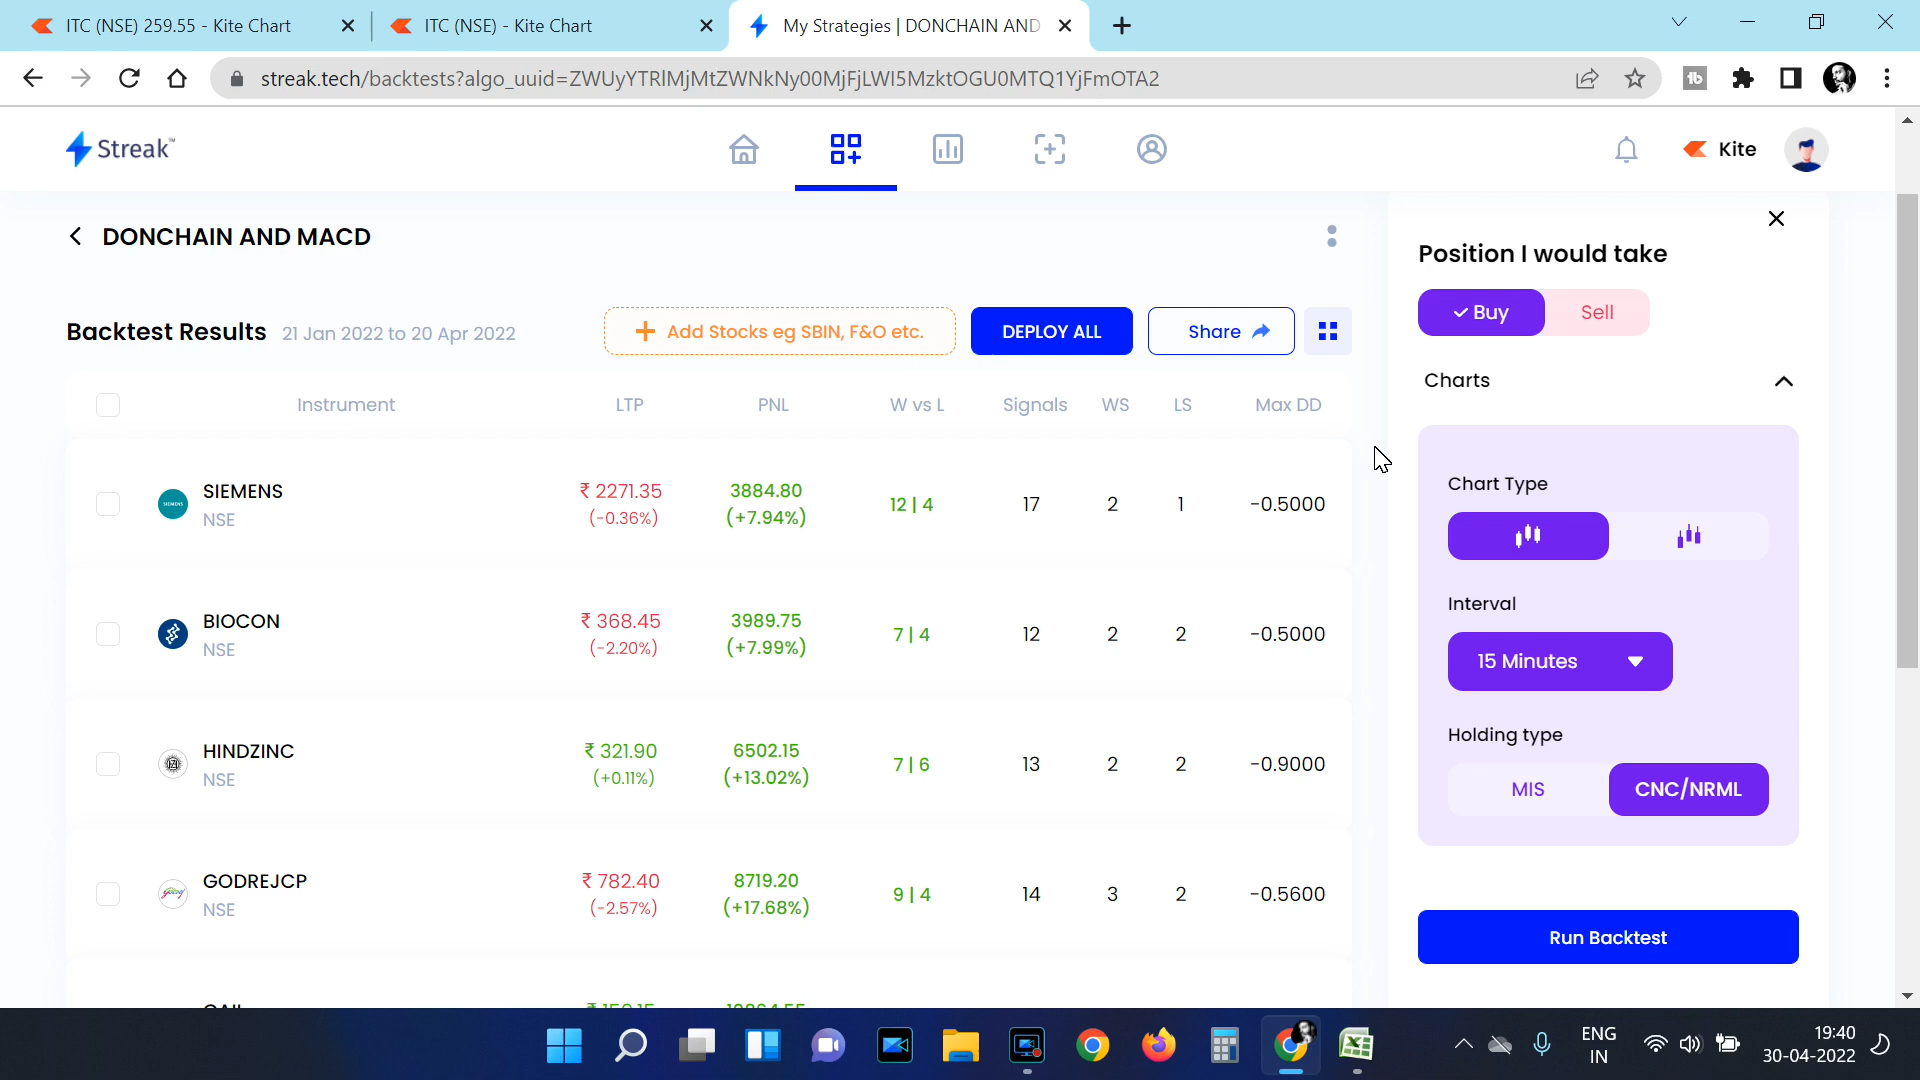 ITC (NSE) 259.55 - Kite Chart
ITC (NSE) - Kite Chart
My Strategies | DONCHAIN AND
streak.tech/backtests?algo_uuid=ZWUyYTRlMjMtZWNkNy00MjFjLWI5MzktOGU0MTQ1YjFmOTA2
Streak™
Kite
DONCHAIN AND MACD
Backtest Results 21 Jan 2022 to 20 Apr 2022
+ Add Stocks eg SBIN, F&O etc.
DEPLOY ALL
Share
Instrument LTP PNL W vs L Signals WS LS Max DD
SIEMENS ₹ 2271.35 3884.80 12 | 4 17 2 1 -0.5000
NSE (-0.36%) (+7.94%)
BIOCON ₹ 368.45 3989.75 7 | 4 12 2 2 -0.5000
NSE (-2.20%) (+7.99%)
HINDZINC ₹ 321.90 6502.15 7 | 6 13 2 2 -0.9000
NSE (+0.11%) (+13.02%)
GODREJCP ₹ 782.40 8719.20 9 | 4 14 3 2 -0.5600
NSE (-2.57%) (+17.68%)
Position I would take
Buy Sell
Charts
Chart Type
Interval
15 Minutes
Holding type
MIS CNC/NRML
Run Backtest
ENG
IN
19:40
30-04-2022